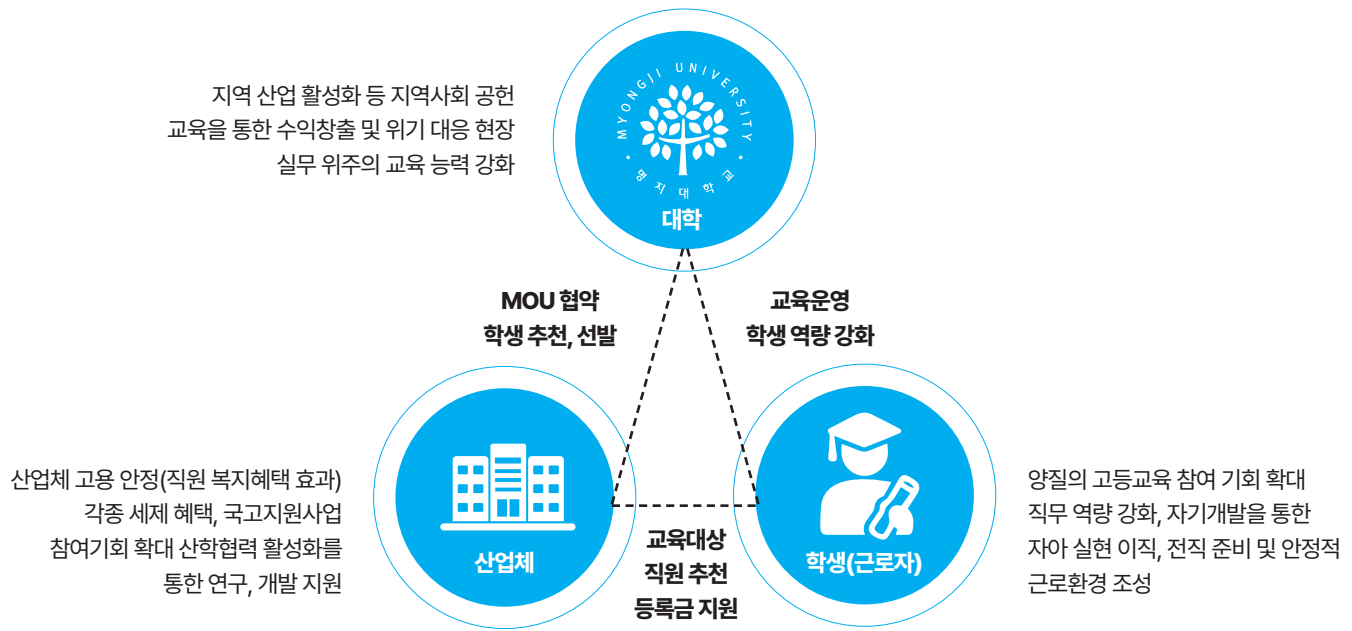 MYONGJI UNIVERSITY
명지대학교
대학
지역 산업 활성화 등 지역사회 공헌
교육을 통한 수익창출 및 위기 대응 현장
실무 위주의 교육 능력 강화
MOU 협약
학생 추천, 선발
교육운영
학생 역량 강화
산업체 고용 안정(직원 복지혜택 효과)
각종 세제 혜택, 국고지원사업
참여기회 확대 산학협력 활성화를
통한 연구, 개발 지원
산업체
교육대상
직원 추천
등록금 지원
학생(근로자)
양질의 고등교육 참여 기회 확대
직무 역량 강화, 자기개발을 통한
자아 실현 이직, 전직 준비 및 안정적
근로환경 조성